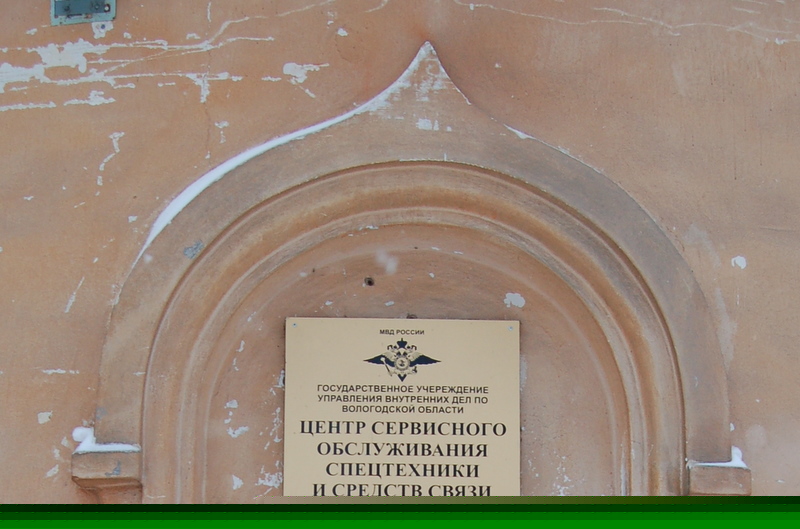 МВД РОССИИ
ГОСУДАРСТВЕННОЕ УЧЕРЕЖДЕНИЕ
УПРАВЛЕНИЯ ВНУТРЕННИХ ДЕЛ ПО
ВОЛОГОДСКОЙ ОБЛАСТИ
ЦЕНТР СЕРВИСНОГО
ОБСЛУЖИВАНИЯ
СПЕЦТЕХНИКИ
И СРЕДСТВ СВЯЗИ